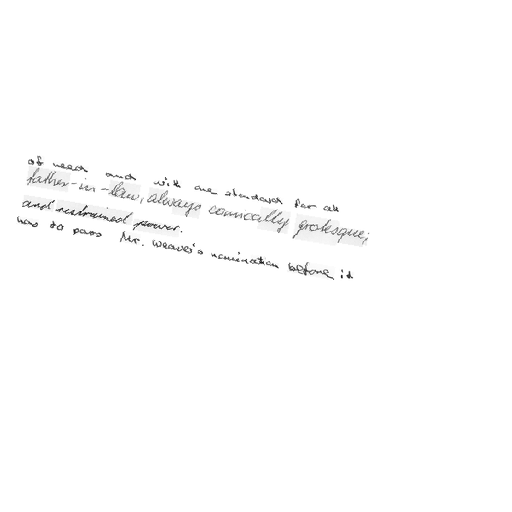 of need and with one standard for all
father-in-law, always comically grotesque;
and restrained power.
has to pass Mr. Weaver's nomination before it